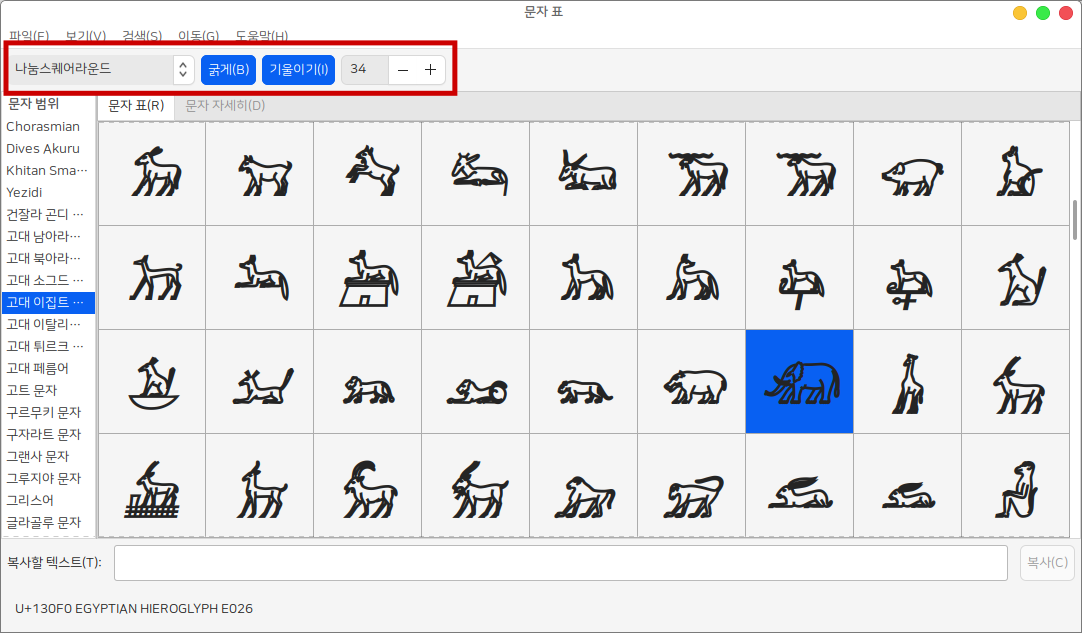 문자 표
파일(F) 보기(V) 검색(S) 이동(G) 도움말(H)
나눔스퀘어라운드 굵게(B) 기울이기(I) 34 − +
문자 범위
문자 표(R) 문자 자세히(D)
Chorasmian
Dives Akuru
Khitan Sma…
Yezidi
건잘라 곤디 …
고대 남아라…
고대 북아라…
고대 소그드 …
고대 이집트 …
고대 이탈리…
고대 튀르크 …
고대 페름어
고트 문자
구르무키 문자
구자라트 문자
그랜사 문자
그루지야 문자
그리스어
글라골루 문자
복사할 텍스트(T): 복사(C)
U+130F0 EGYPTIAN HIEROGLYPH E026